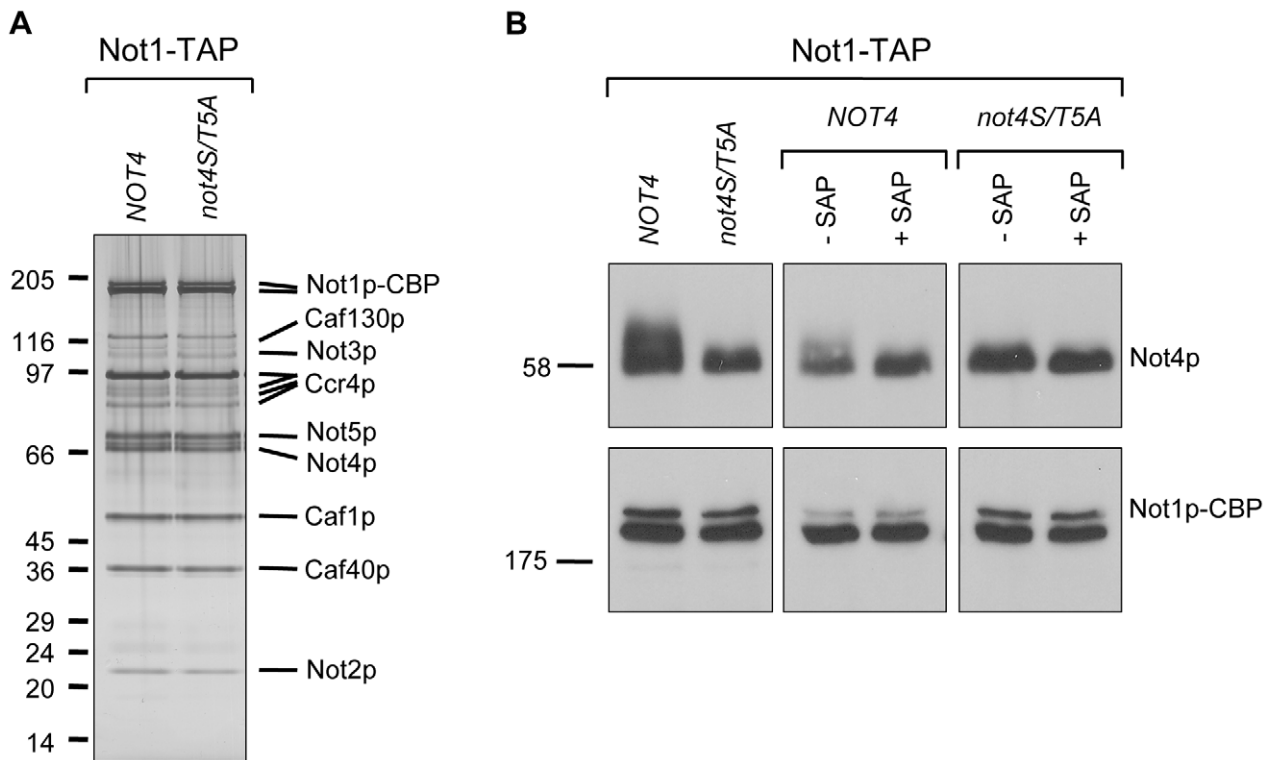 A
Not1-TAP
NOT4
not4S/T5A
205
116
97
66
45
36
29
24
20
14
Not1p-CBP
Caf130p
Not3p
Ccr4p
Not5p
Not4p
Caf1p
Caf40p
Not2p
B
Not1-TAP
NOT4
not4S/T5A
NOT4
not4S/T5A
- SAP
+ SAP
- SAP
+ SAP
58
Not4p
Not1p-CBP
175